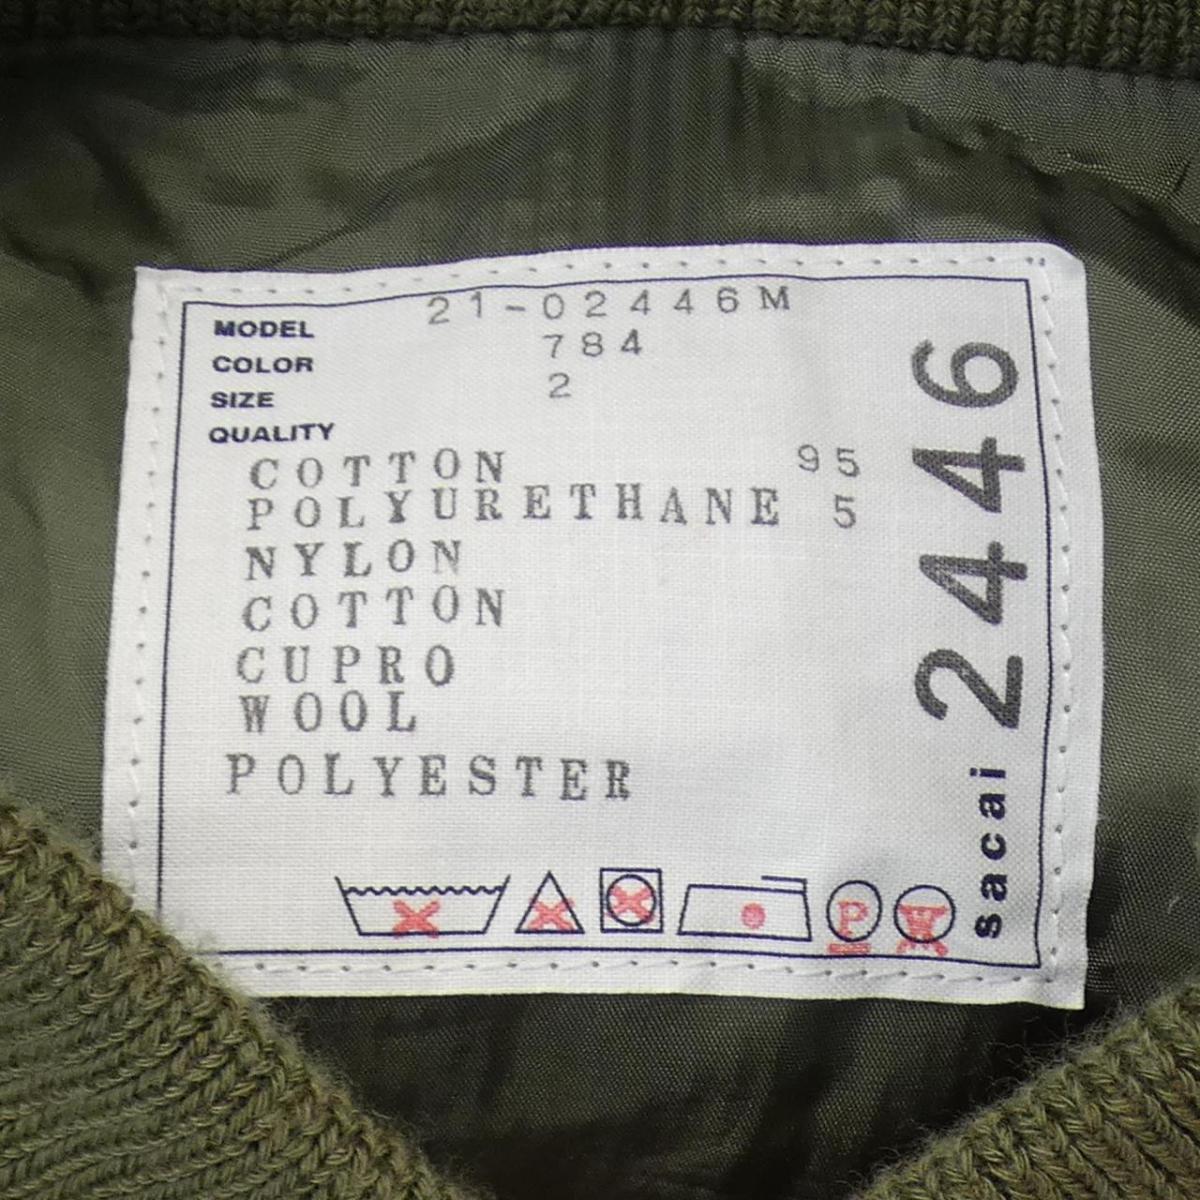 MODEL 21-02446M
COLOR 784
SIZE 2
QUALITY
COTTON 95
POLYURETHANE 5
NYLON
COTTON
CUPRO
WOOL
POLYESTER
P W
sacai 2446